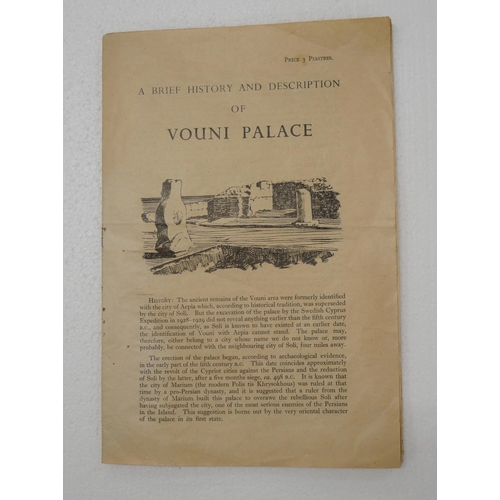 Price 3 Piastres.
A BRIEF HISTORY AND DESCRIPTION
OF
VOUNI PALACE
History: The ancient remains of the Vouni area were formerly identified
with the city of Aepia which, according to historical tradition, was superseded
by the city of Soli. But the excavation of the palace by the Swedish Cyprus
Expedition in 1928-1929 did not reveal anything earlier than the fifth century
B.C., and consequently, as Soli is known to have existed at an earlier date,
the identification of Vouni with Aepia cannot stand. The palace may,
therefore, either belong to a city whose name we do not know or, more
probably, be connected with the neighbouring city of Soli, four miles away.
The erection of the palace began, according to archæological evidence,
in the early part of the fifth century B.C. This date coincides approximately
with the revolt of the Cypriot cities against the Persians and the reduction
of Soli by the latter, after a five months siege, ca. 498 B.C. It is known that
the city of Marium (the modern Polis tis Khrysokhou) was ruled at that
time by a pro-Persian dynasty, and it is suggested that a ruler from the
dynasty of Marium built this palace to overawe the rebellious Soli after
having subjugated the city, one of the most serious enemies of the Persians
in the Island. This suggestion is borne out by the very oriental character
of the palace in its first state.